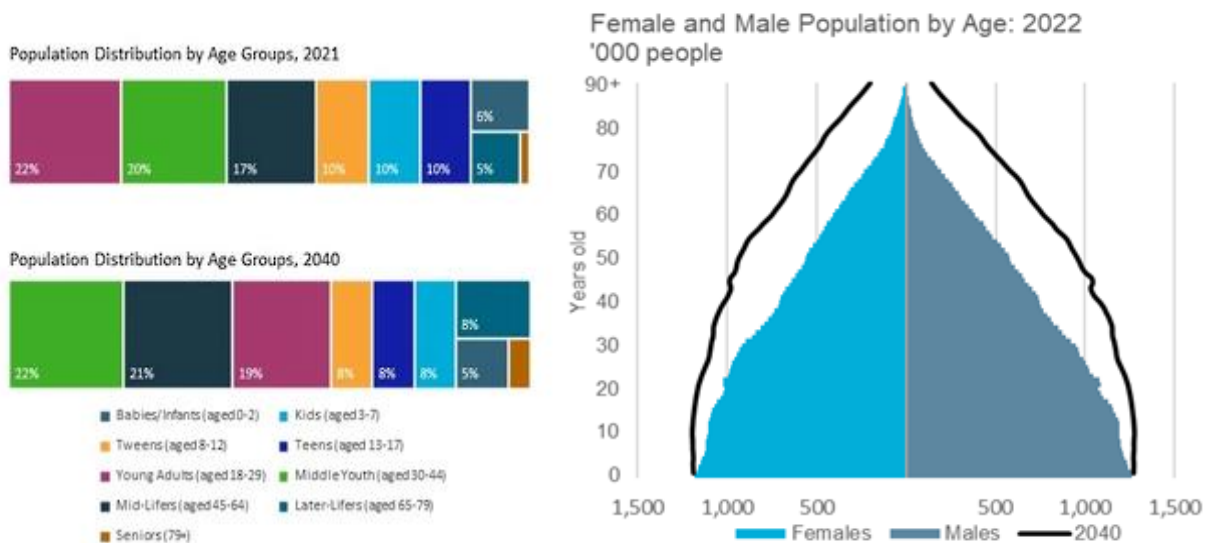 Population Distribution by Age Groups, 2021
22%
20%
17%
10%
10%
10%
6%
5%
Population Distribution by Age Groups, 2040
22%
21%
19%
8%
8%
8%
8%
5%
Babies/Infants (aged 0-2)
Kids (aged 3-7)
Tweens (aged 8-12)
Teens (aged 13-17)
Young Adults (aged 18-29)
Middle Youth (aged 30-44)
Mid-Lifers (aged 45-64)
Later-Lifers (aged 65-79)
Seniors (79+)
Female and Male Population by Age: 2022
'000 people
90+
80
70
60
50
40
30
20
10
0
Years old
1,500 1,000 500 500 1,000 1,500
Females Males 2040